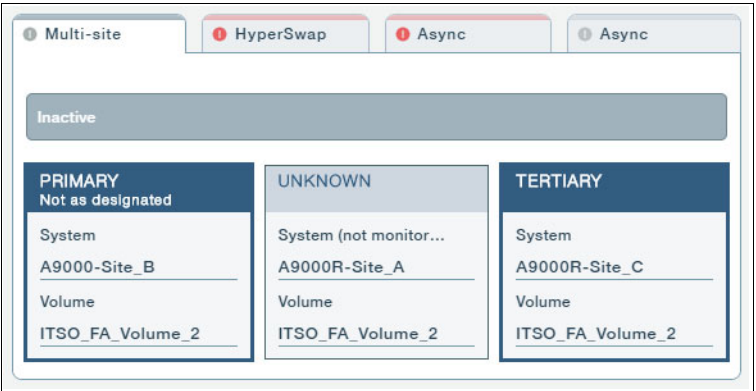 Multi-site
HyperSwap
Async
Async
Inactive
PRIMARY
Not as designated
System
A9000-Site_B
Volume
ITSO_FA_Volume_2
UNKNOWN
System (not monitor...
A9000R-Site_A
Volume
ITSO_FA_Volume_2
TERTIARY
System
A9000R-Site_C
Volume
ITSO_FA_Volume_2